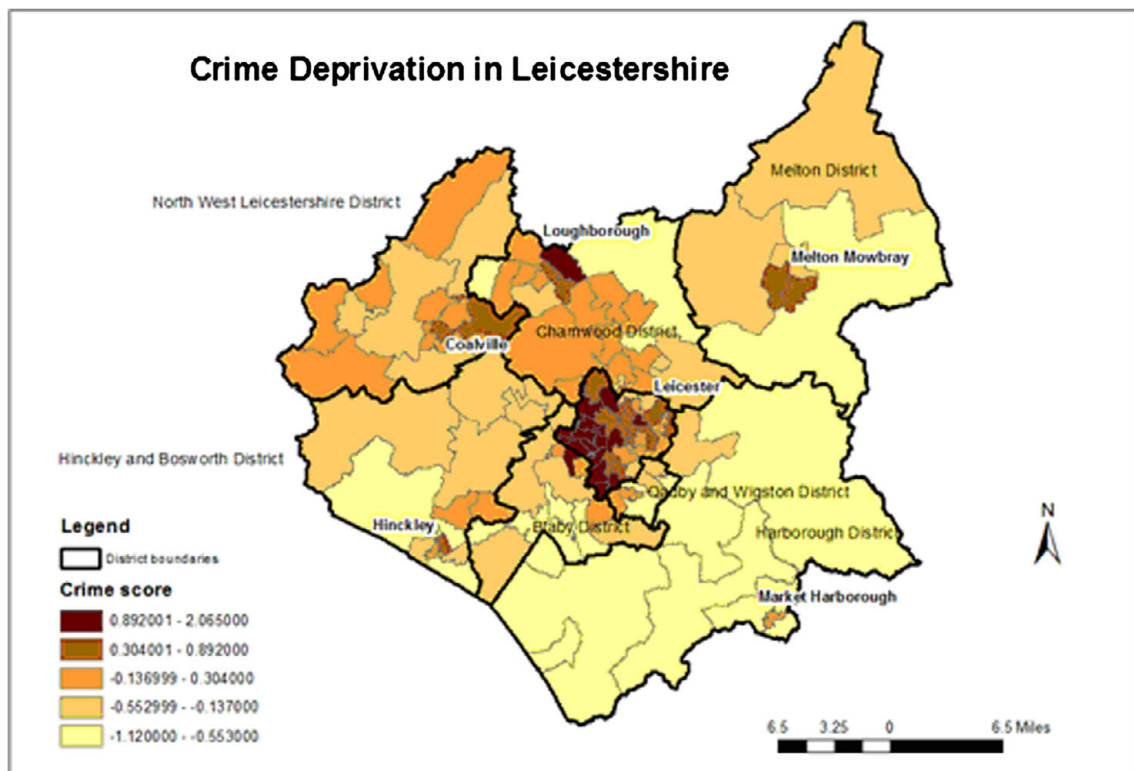 Crime Deprivation in Leicestershire
Melton District
North West Leicestershire District
Loughborough
Melton Mowbray
Charnwood District
Coalville
Leicester
Hinckley and Bosworth District
Oadby and Wigston District
Hinckley
Blaby District
Harborough District
Market Harborough
N
Legend
District boundaries
Crime score
0.892001 - 2.065000
0.304001 - 0.892000
-0.136999 - 0.304000
-0.552999 - -0.137000
-1.120000 - -0.553000
6.5 3.25 0 6.5 Miles